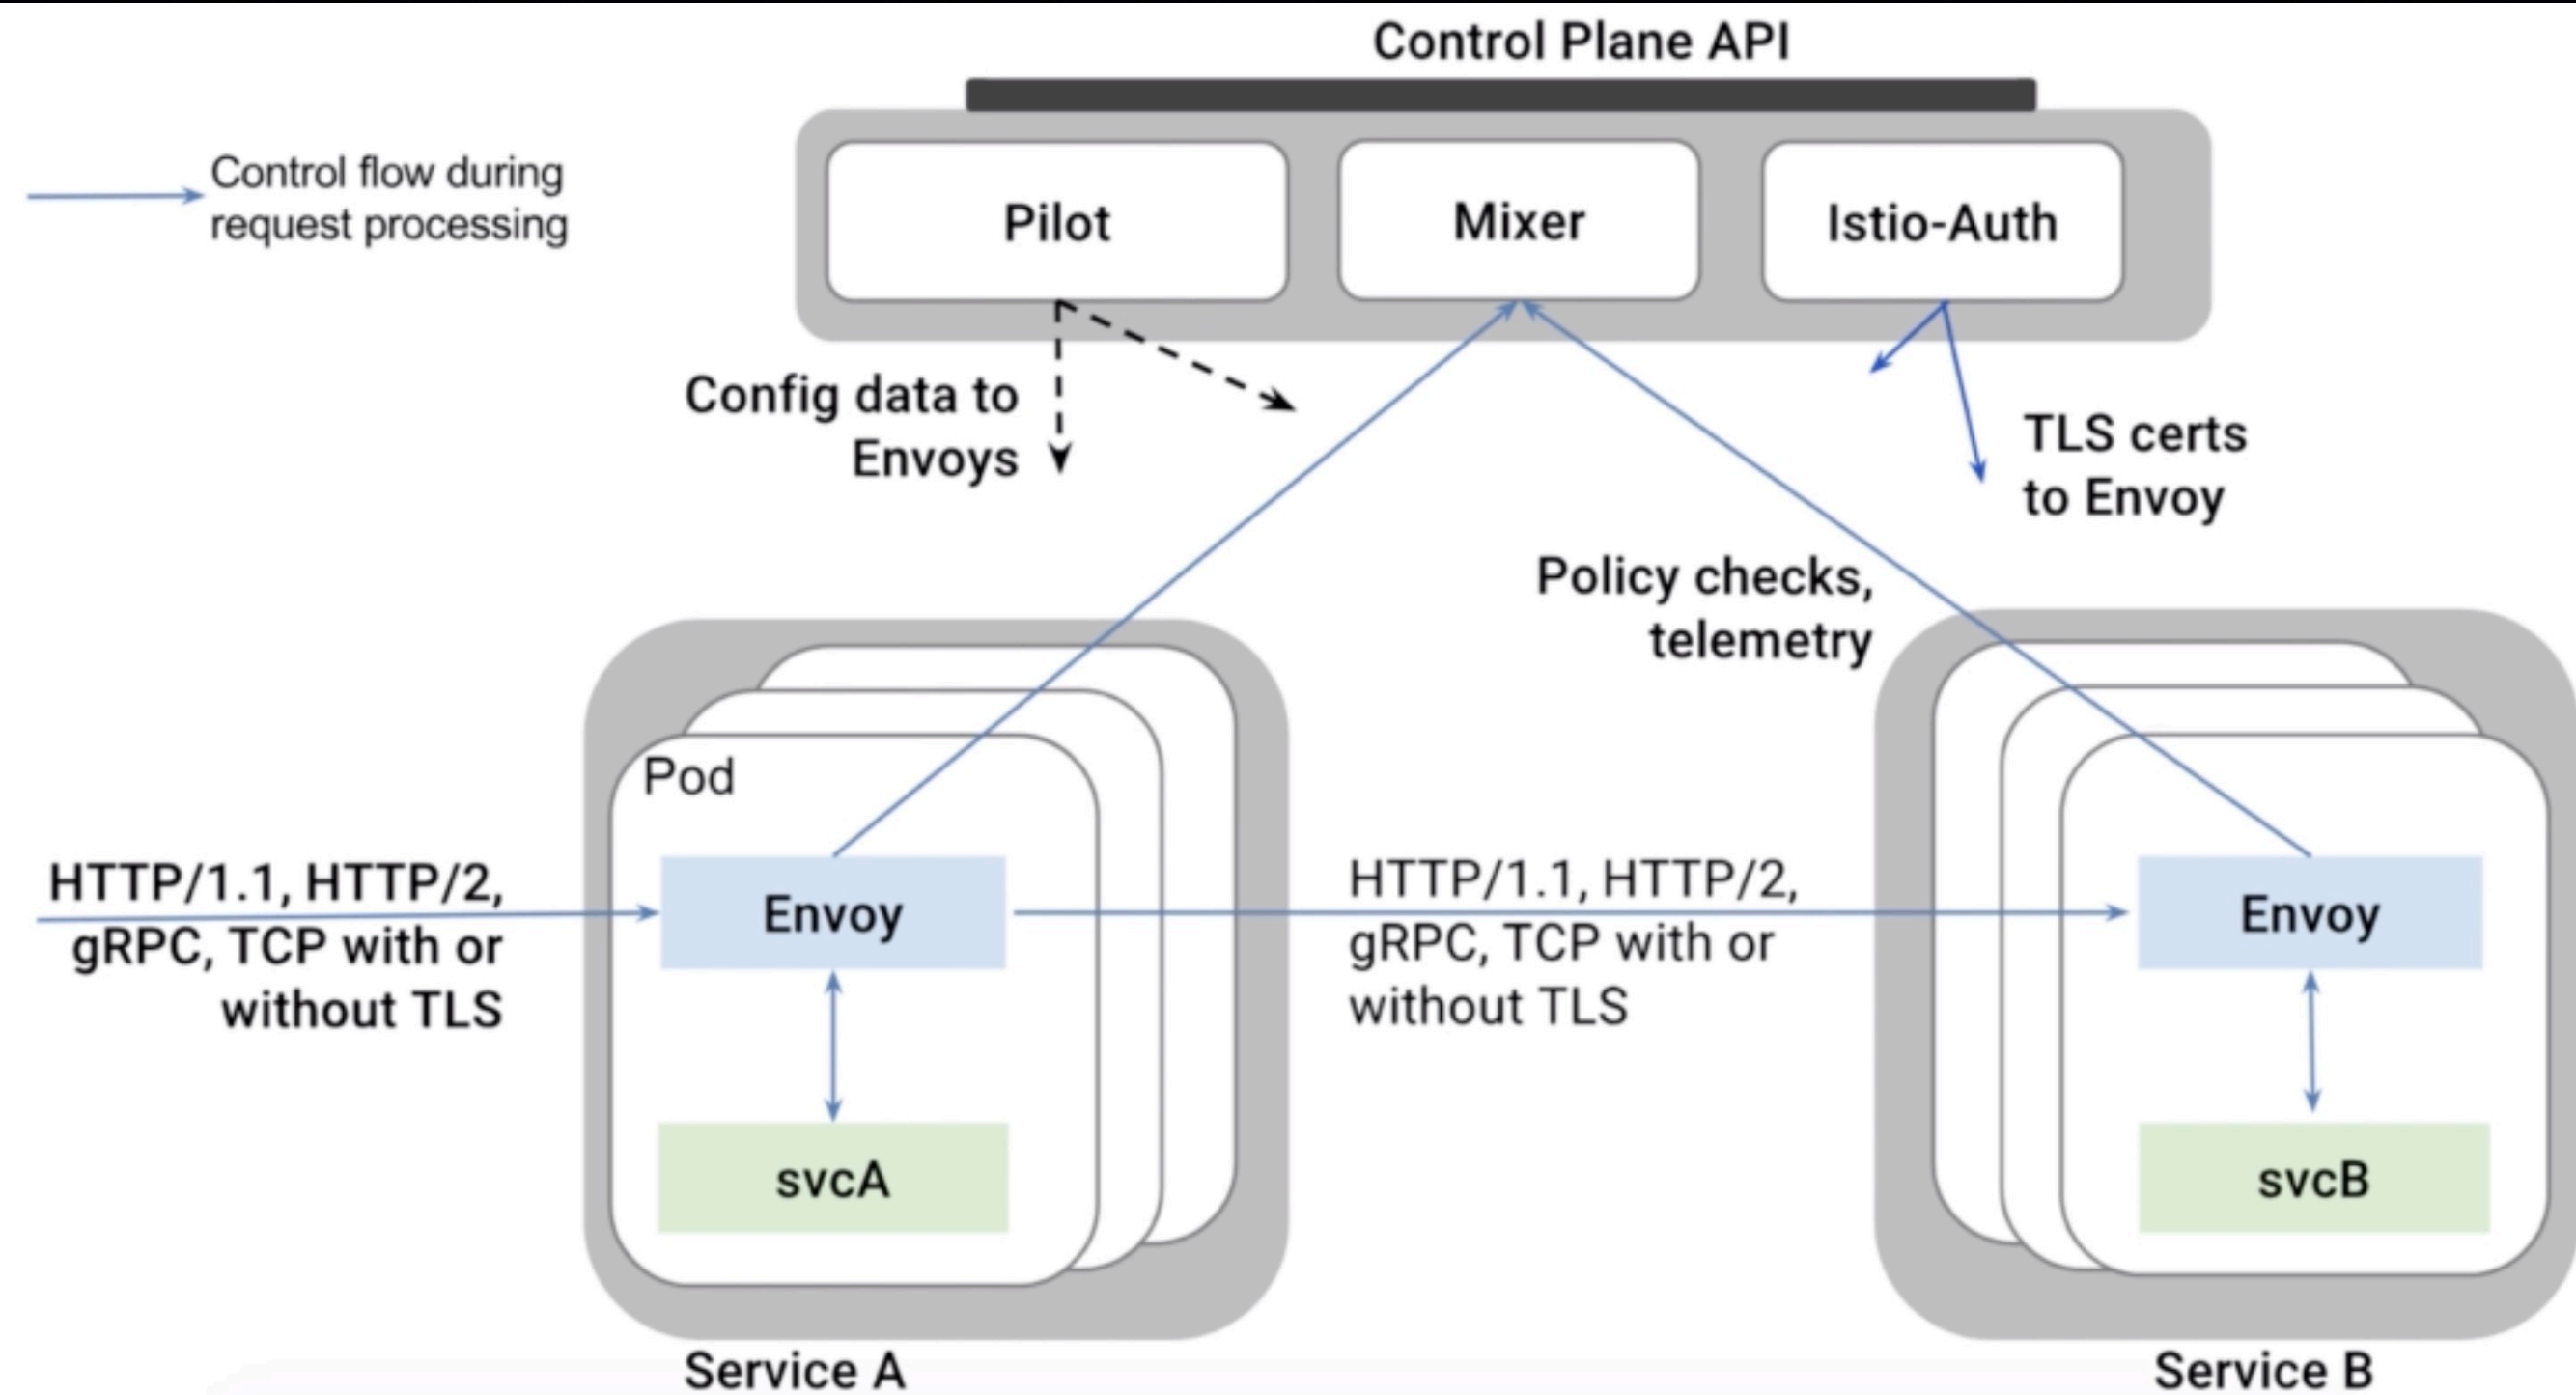 Control Plane API
Control flow during
request processing
Pilot
Mixer
Istio-Auth
Config data to
Envoys
TLS certs
to Envoy
Policy checks,
telemetry
Pod
HTTP/1.1, HTTP/2,
gRPC, TCP with or
without TLS
Envoy
HTTP/1.1, HTTP/2,
gRPC, TCP with or
without TLS
Envoy
svcA
svcB
Service A
Service B